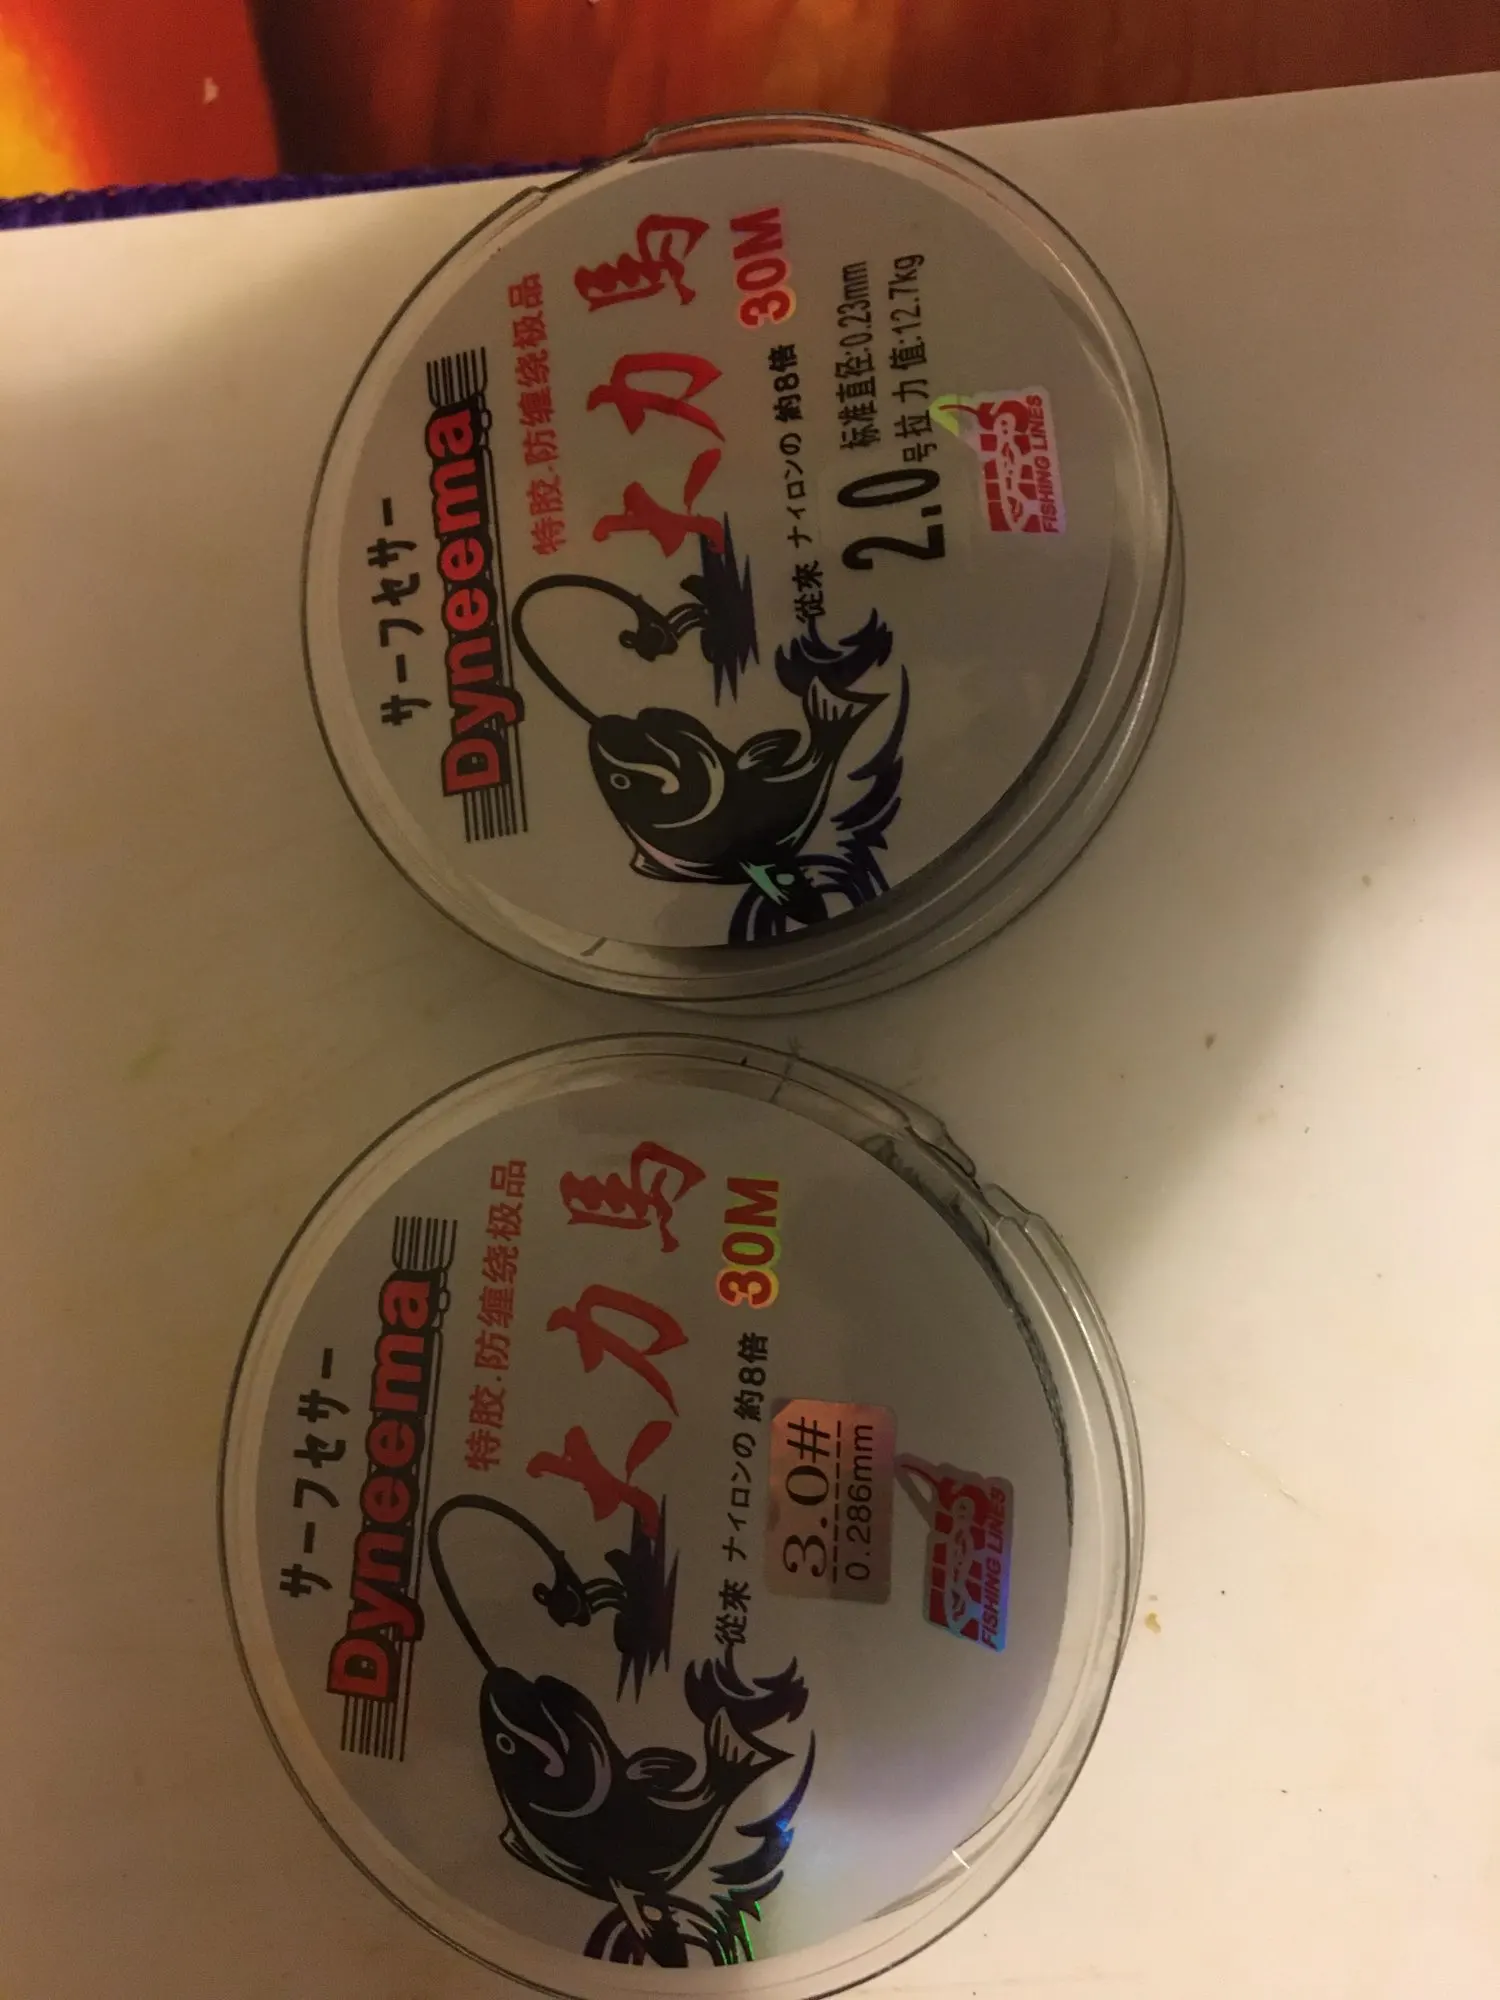 サーフセサー
Dyneema
特胶.防缠绕极品
大力馬
30M
従来 ナイロンの 約8倍
2.0
号
标准直径:0.23mm
拉力值:12.7kg
FISHING LINES
サーフセサー
Dyneema
特胶.防缠绕极品
大力馬
30M
従来 ナイロンの 約8倍
3.0#
0.286mm
FISHING LINES